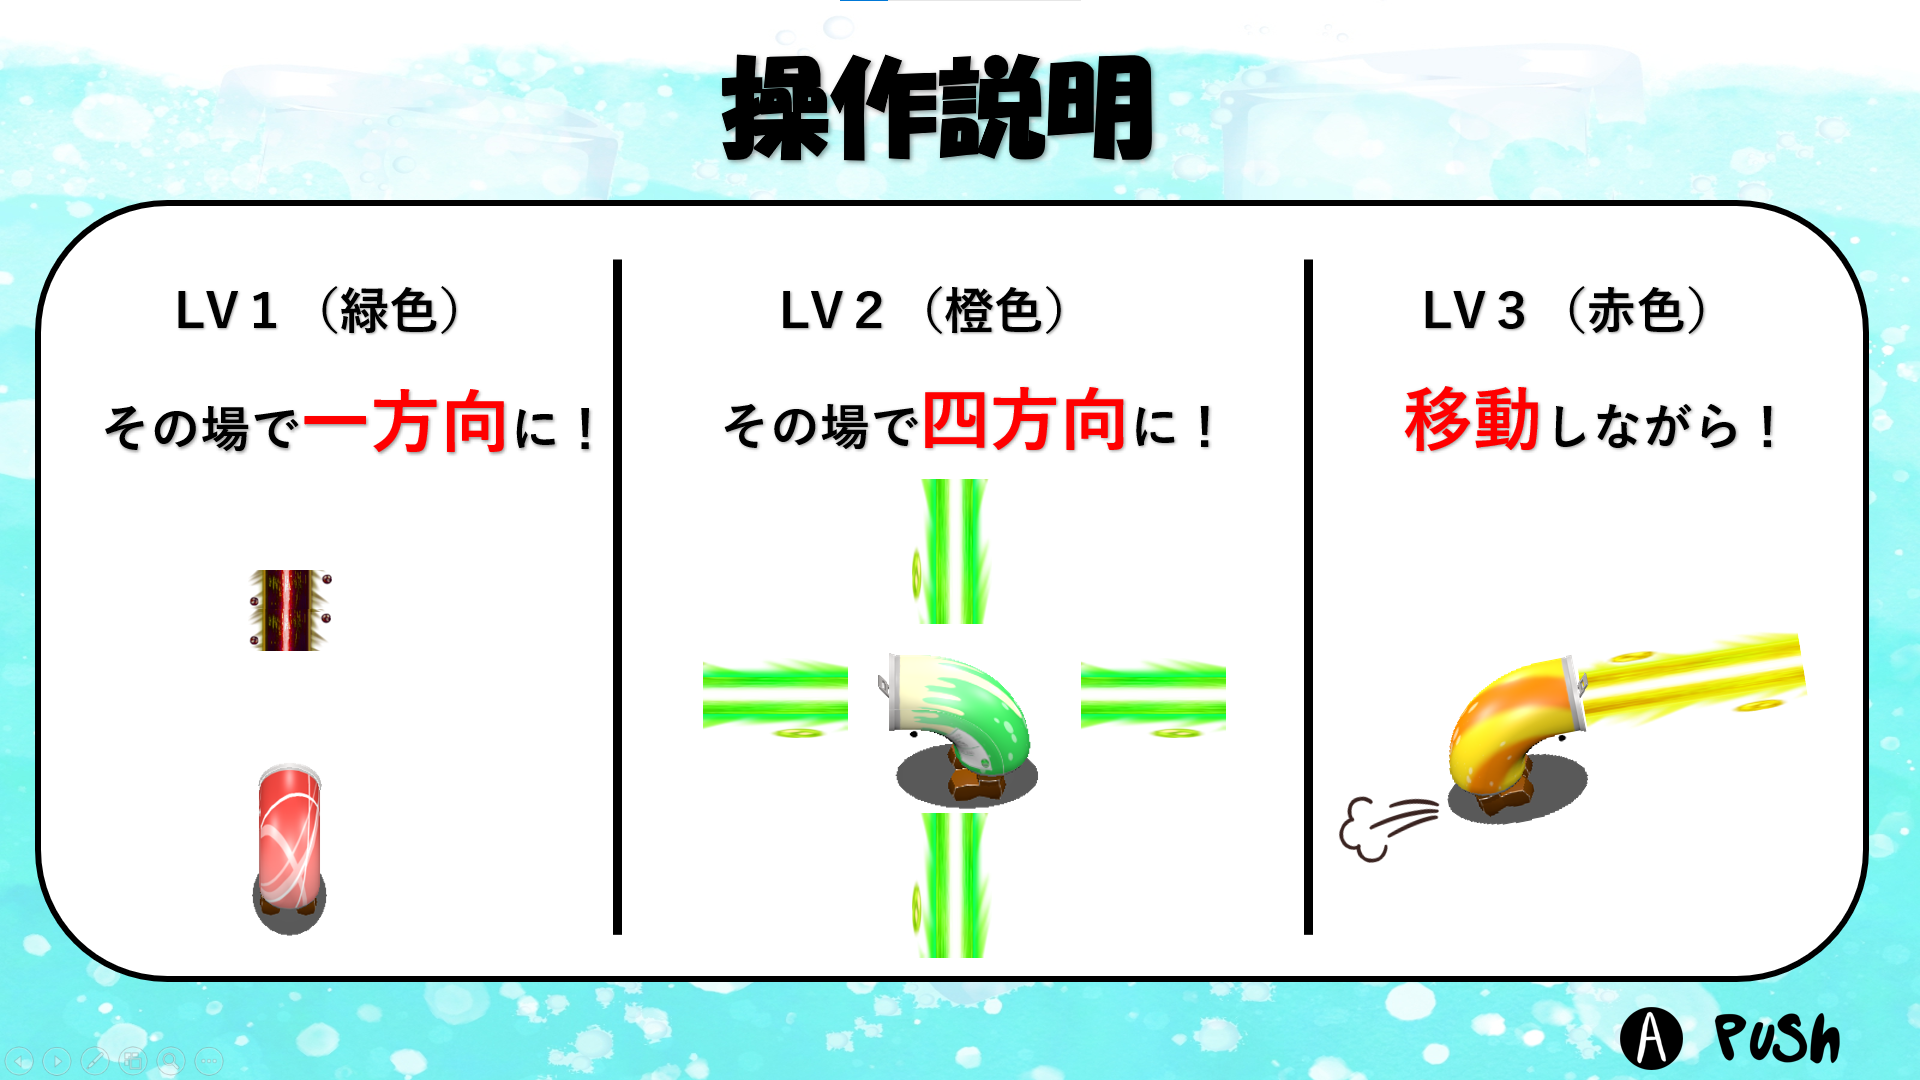 操作説明
LV1（緑色）
その場で一方向に！
LV2（橙色）
その場で四方向に！
LV3（赤色）
移動しながら！
A PUSH